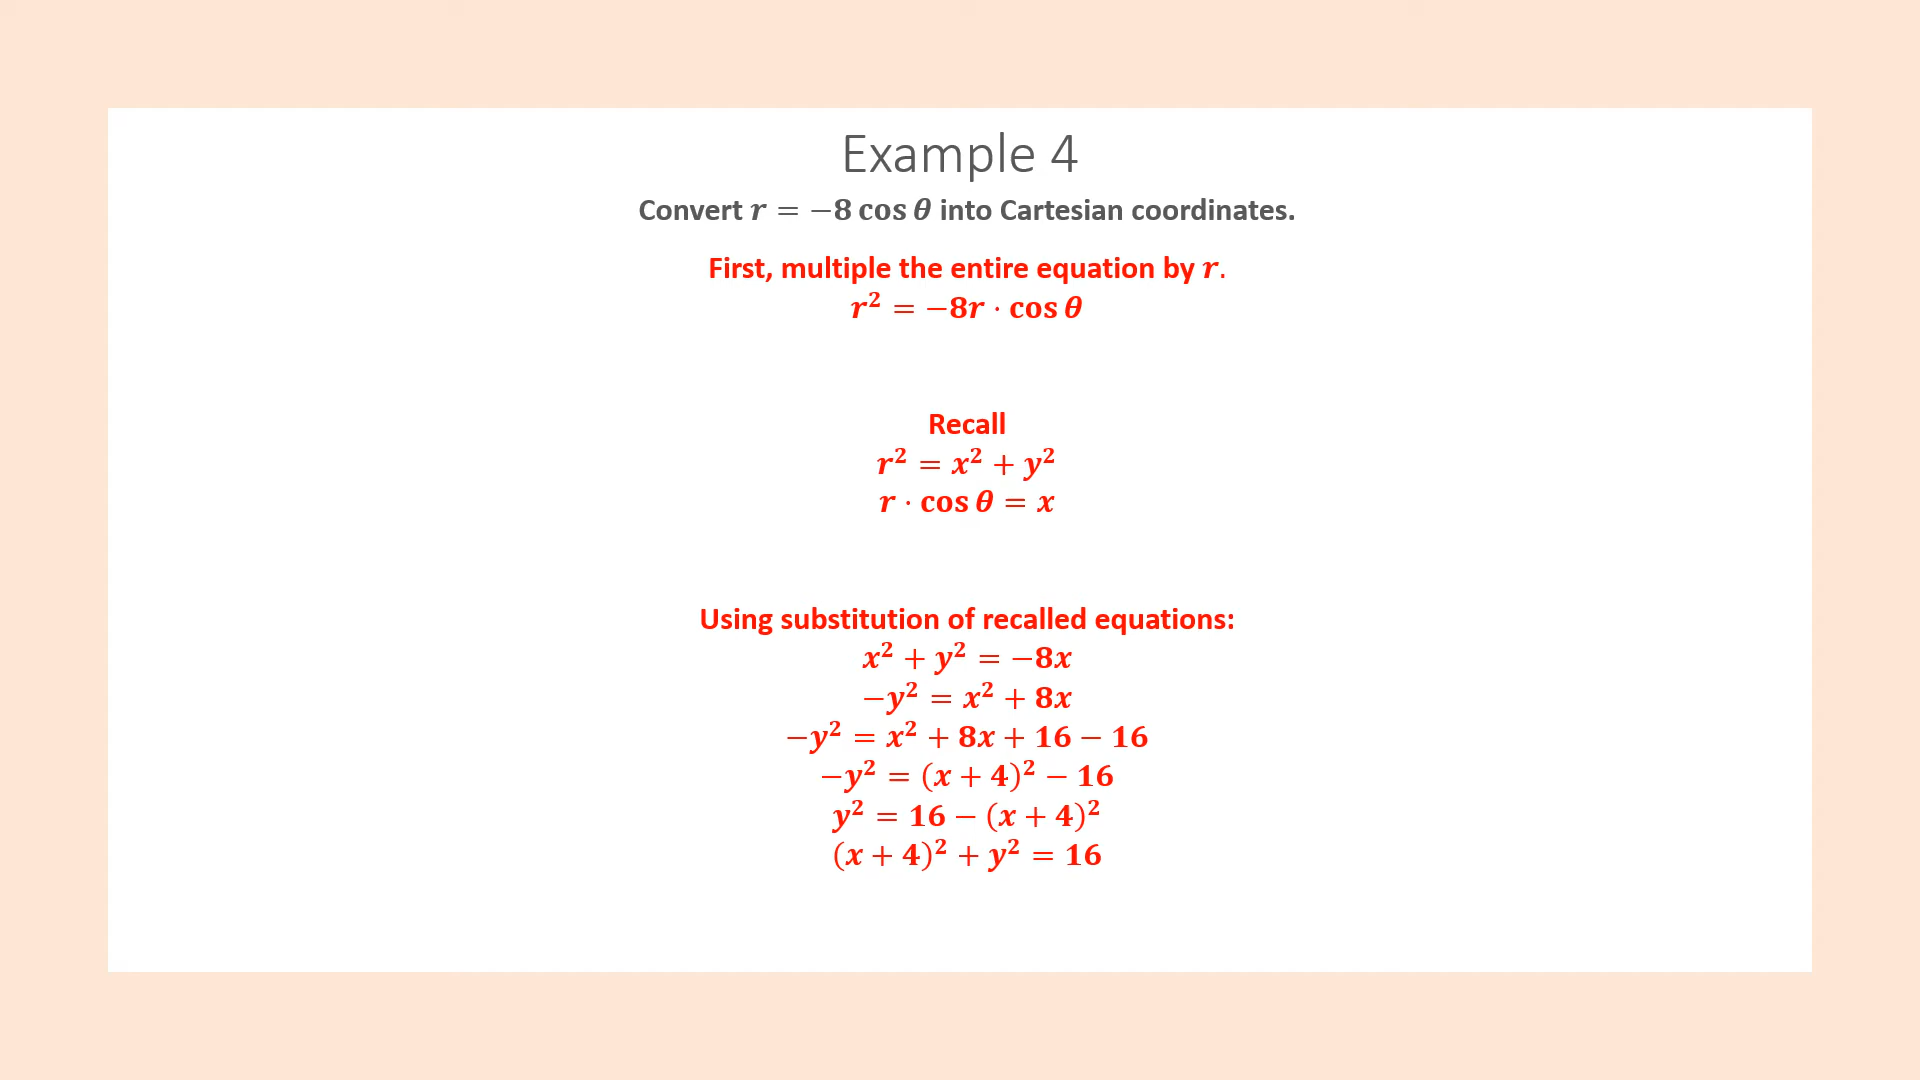 Example 4
Convert r = −8 cos θ into Cartesian coordinates.
First, multiple the entire equation by r.
r² = −8r · cos θ
Recall
r² = x² + y²
r · cos θ = x
Using substitution of recalled equations:
x² + y² = −8x
−y² = x² + 8x
−y² = x² + 8x + 16 − 16
−y² = (x + 4)² − 16
y² = 16 − (x + 4)²
(x + 4)² + y² = 16